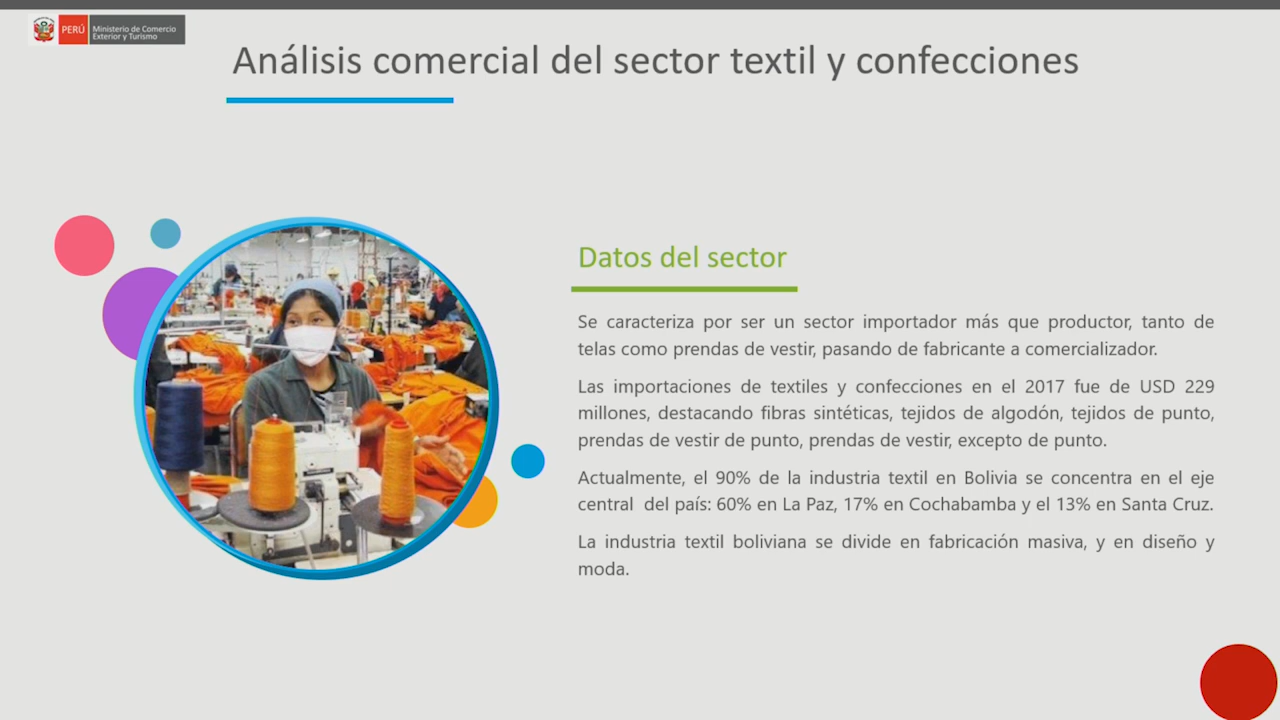 PERÚ
Ministerio de Comercio
Exterior y Turismo
Análisis comercial del sector textil y confecciones
Datos del sector
Se caracteriza por ser un sector importador más que productor, tanto de
telas como prendas de vestir, pasando de fabricante a comercializador.
Las importaciones de textiles y confecciones en el 2017 fue de USD 229
millones, destacando fibras sintéticas, tejidos de algodón, tejidos de punto,
prendas de vestir de punto, prendas de vestir, excepto de punto.
Actualmente, el 90% de la industria textil en Bolivia se concentra en el eje
central del país: 60% en La Paz, 17% en Cochabamba y el 13% en Santa Cruz.
La industria textil boliviana se divide en fabricación masiva, y en diseño y
moda.